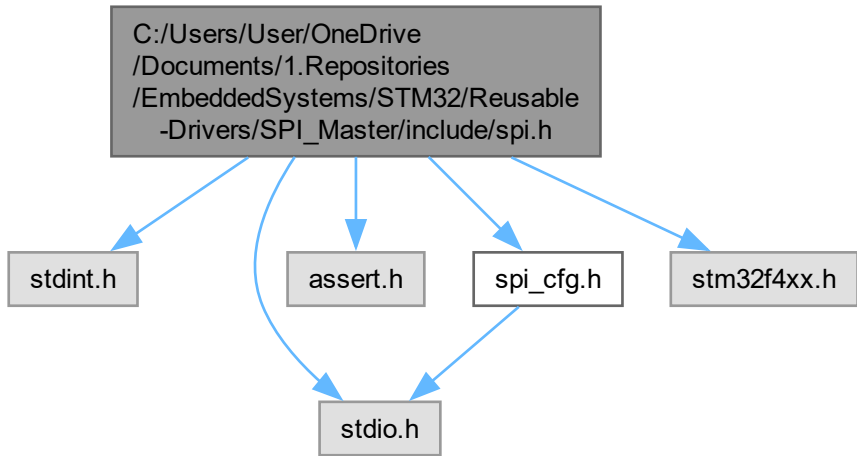 C:/Users/User/OneDrive
/Documents/1.Repositories
/EmbeddedSystems/STM32/Reusable
-Drivers/SPI_Master/include/spi.h
stdint.h
assert.h
spi_cfg.h
stm32f4xx.h
stdio.h